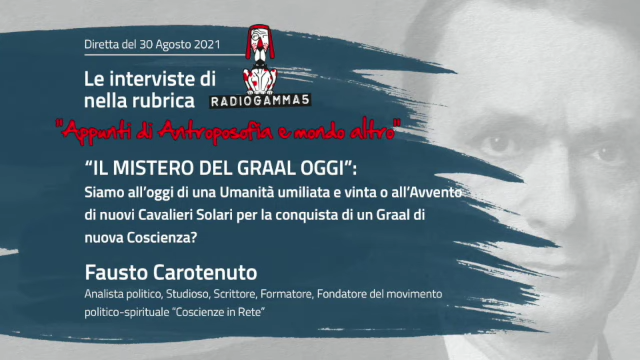 Diretta del 30 Agosto 2021
Le interviste di
nella rubrica
RADIOGAMMA5
"Appunti di Antroposofia e mondo altro"
“IL MISTERO DEL GRAAL OGGI”:
Siamo all’oggi di una Umanità umiliata e vinta o all’Avvento
di nuovi Cavalieri Solari per la conquista di un Graal di
nuova Coscienza?
Fausto Carotenuto
Analista politico, Studioso, Scrittore, Formatore, Fondatore del movimento
politico-spirituale “Coscienze in Rete”